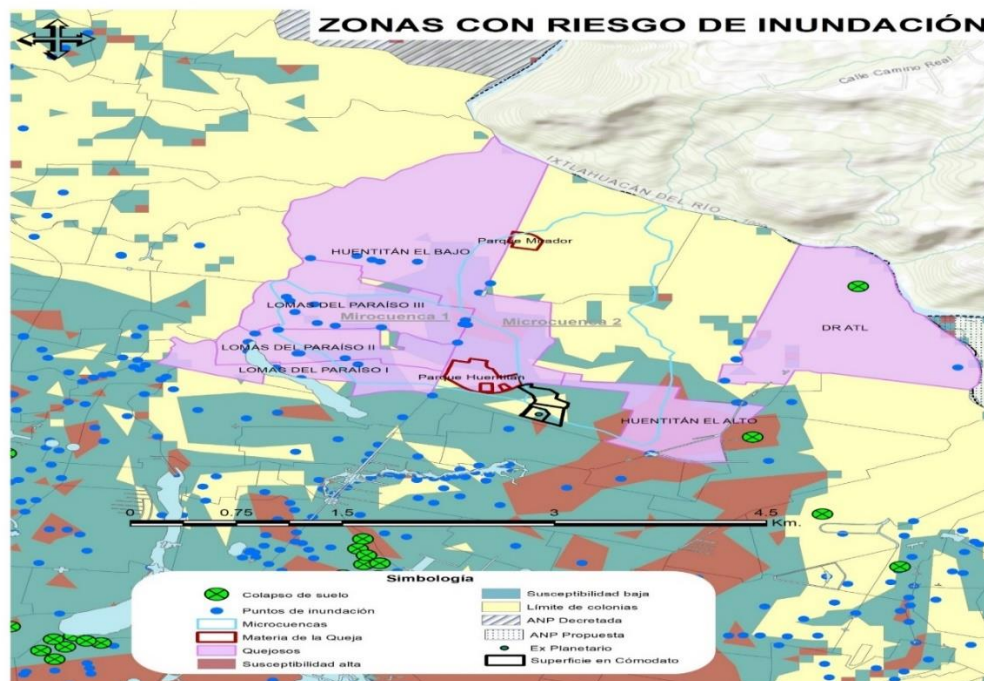 ZONAS CON RIESGO DE INUNDACIÓN
Calle Camino Real
IXTLAHUACÁN DEL RÍO
Parque Mirador
HUENTITÁN EL BAJO
LOMAS DEL PARAÍSO III
Mirocuenca 1
Microcuenca 2
DR ATL
LOMAS DEL PARAÍSO II
LOMAS DEL PARAÍSO I
Parque Huentitán
HUENTITÁN EL ALTO
0 0.75 1.5 3 4.5
Km.
Simbología
Colapso de suelo
Puntos de inundación
Microcuencas
Materia de la Queja
Quejosos
Susceptibilidad alta
Susceptibilidad baja
Límite de colonias
ANP Decretada
ANP Propuesta
Ex Planetario
Superficie en Cómodato